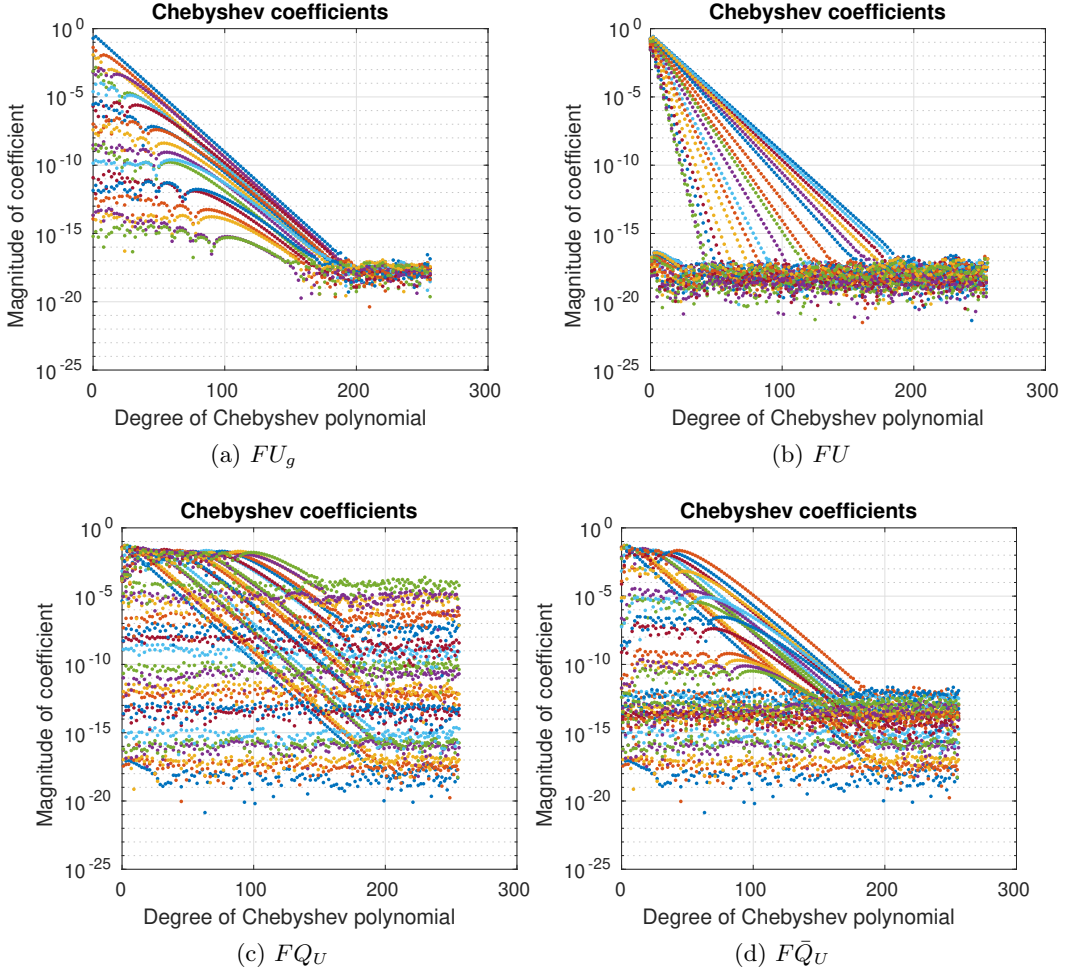 Chebyshev coefficients
Magnitude of coefficient
10^0
10^-5
10^-10
10^-15
10^-20
10^-25
0 100 200 300
Degree of Chebyshev polynomial
(a) FU_g
Chebyshev coefficients
Magnitude of coefficient
10^0
10^-5
10^-10
10^-15
10^-20
10^-25
0 100 200 300
Degree of Chebyshev polynomial
(b) FU
Chebyshev coefficients
Magnitude of coefficient
10^0
10^-5
10^-10
10^-15
10^-20
10^-25
0 100 200 300
Degree of Chebyshev polynomial
(c) FQ_U
Chebyshev coefficients
Magnitude of coefficient
10^0
10^-5
10^-10
10^-15
10^-20
10^-25
0 100 200 300
Degree of Chebyshev polynomial
(d) FQ̄_U